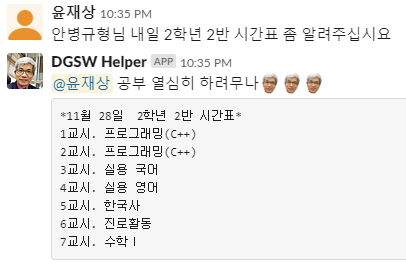 윤재상 10:35 PM
안병규형님 내일 2학년 2반 시간표 좀 알려주십시요
DGSW Helper APP 10:35 PM
@윤재상 공부 열심히 하려무나
*11월 28일  2학년 2반 시간표*
1교시. 프로그래밍(C++)
2교시. 프로그래밍(C++)
3교시. 실용 국어
4교시. 실용 영어
5교시. 한국사
6교시. 진로활동
7교시. 수학Ⅰ